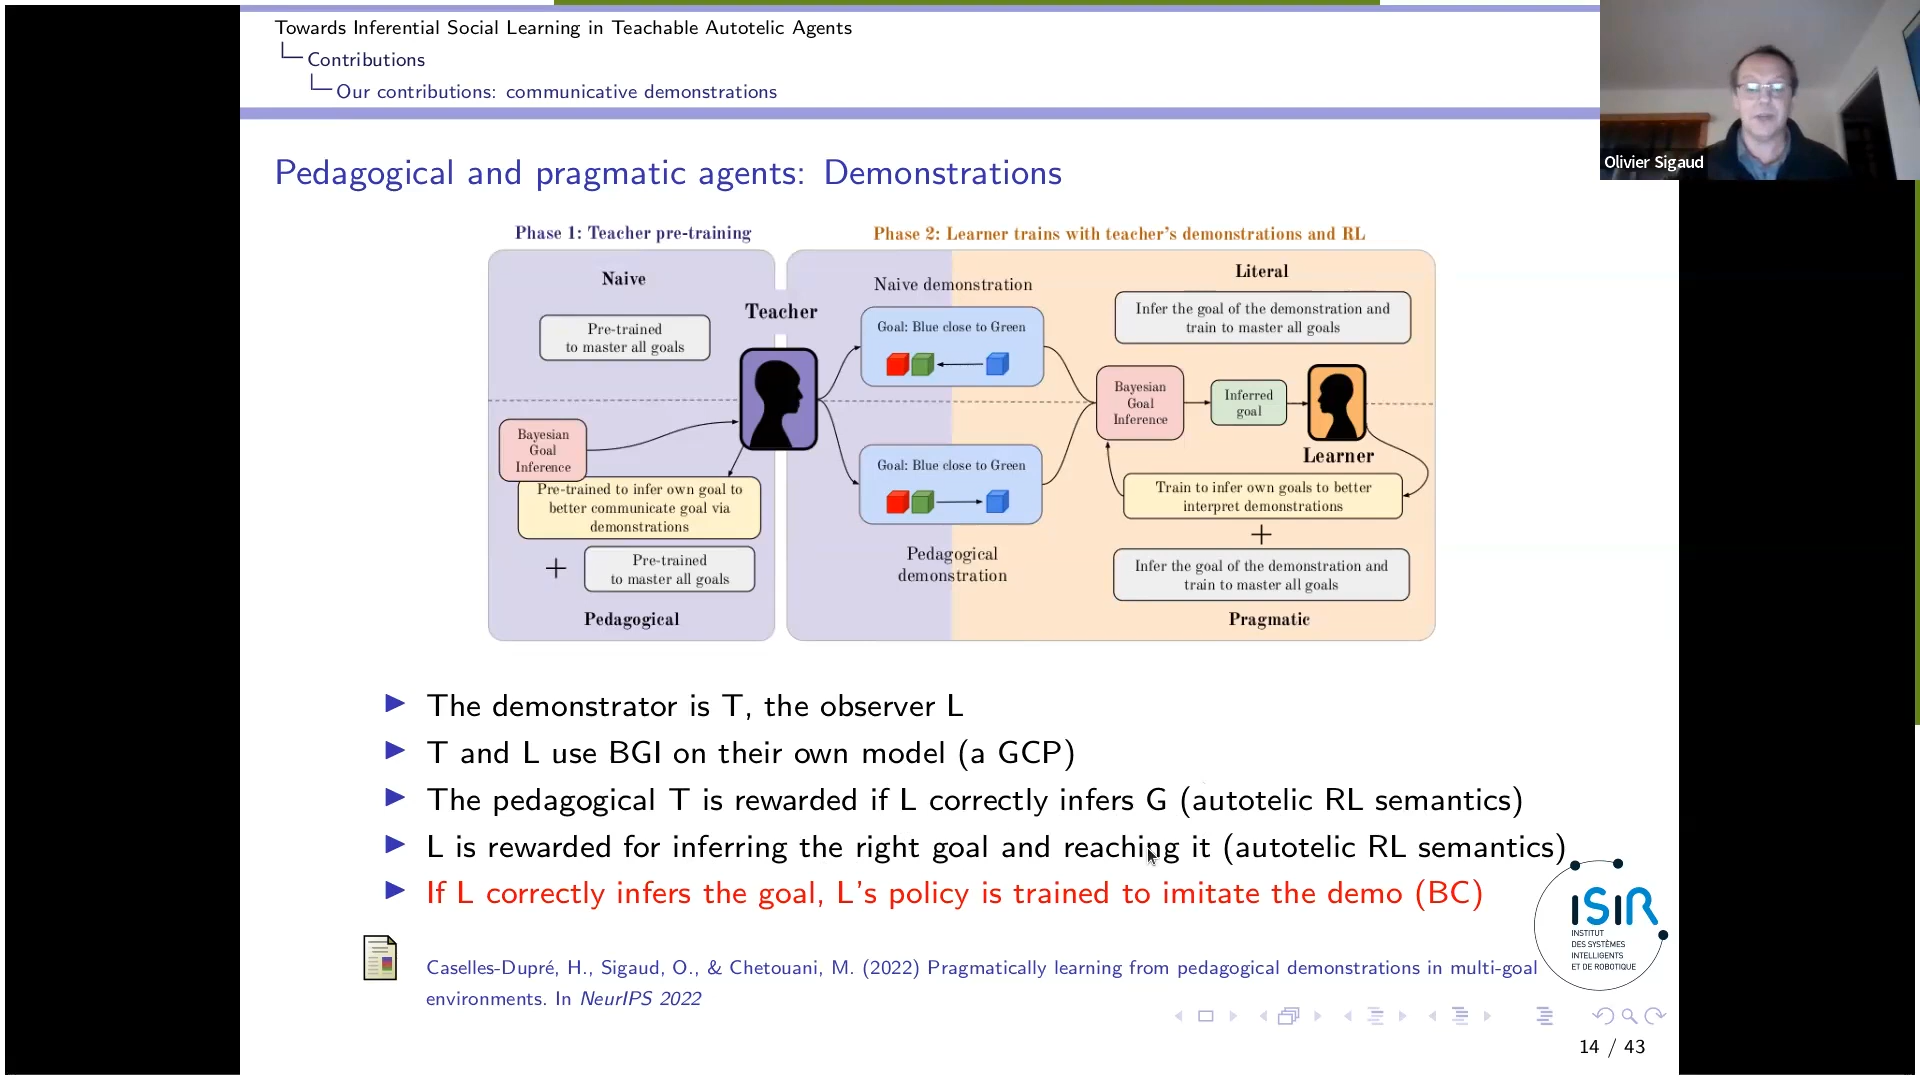 Towards Inferential Social Learning in Teachable Autotelic Agents
Contributions
Our contributions: communicative demonstrations
Olivier Sigaud
Pedagogical and pragmatic agents: Demonstrations
Phase 1: Teacher pre-training
Naive
Pre-trained
to master all goals
Teacher
Bayesian
Goal
Inference
Pre-trained to infer own goal to
better communicate goal via
demonstrations
+
Pre-trained
to master all goals
Pedagogical
Phase 2: Learner trains with teacher's demonstrations and RL
Naive demonstration
Goal: Blue close to Green
Goal: Blue close to Green
Pedagogical
demonstration
Literal
Infer the goal of the demonstration and
train to master all goals
Bayesian
Goal
Inference
Inferred
goal
Learner
Train to infer own goals to better
interpret demonstrations
+
Infer the goal of the demonstration and
train to master all goals
Pragmatic
The demonstrator is T, the observer L
T and L use BGI on their own model (a GCP)
The pedagogical T is rewarded if L correctly infers G (autotelic RL semantics)
L is rewarded for inferring the right goal and reaching it (autotelic RL semantics)
If L correctly infers the goal, L's policy is trained to imitate the demo (BC)
Caselles-Dupré, H., Sigaud, O., & Chetouani, M. (2022) Pragmatically learning from pedagogical demonstrations in multi-goal
environments. In NeurIPS 2022
ISIR
INSTITUT
DES SYSTÈMES
INTELLIGENTS
ET DE ROBOTIQUE
14 / 43